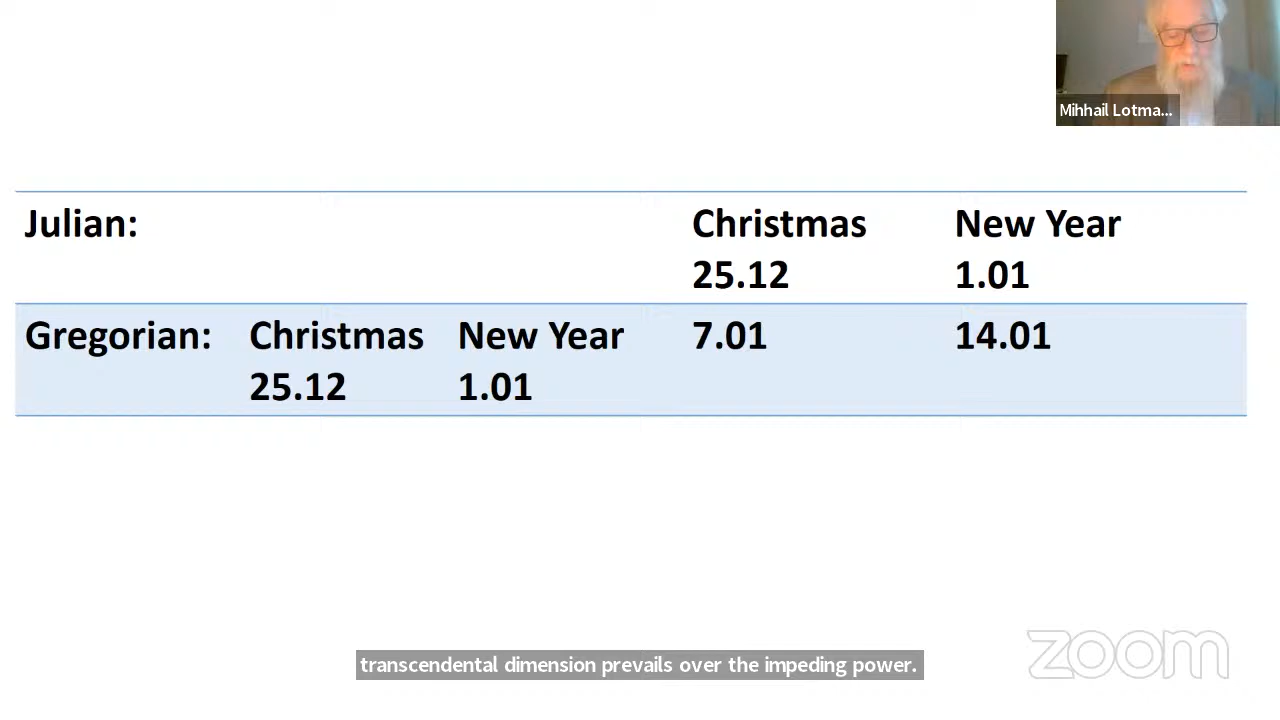 Mihhail Lotma...
Julian: Christmas New Year
25.12 1.01
Gregorian: Christmas New Year 7.01 14.01
25.12 1.01
transcendental dimension prevails over the impeding power.
zoom